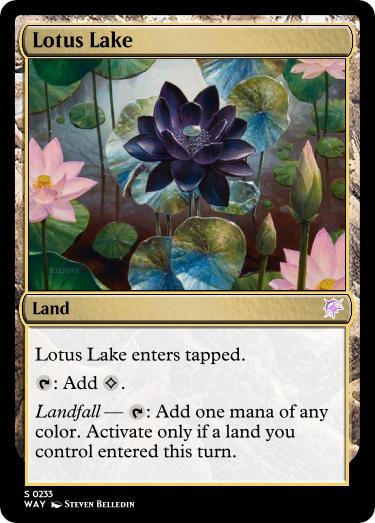 Lotus Lake
Land
Lotus Lake enters tapped.
: Add .
Landfall — : Add one mana of any
color. Activate only if a land you
control entered this turn.
S 0233
WAY Steven Belledin